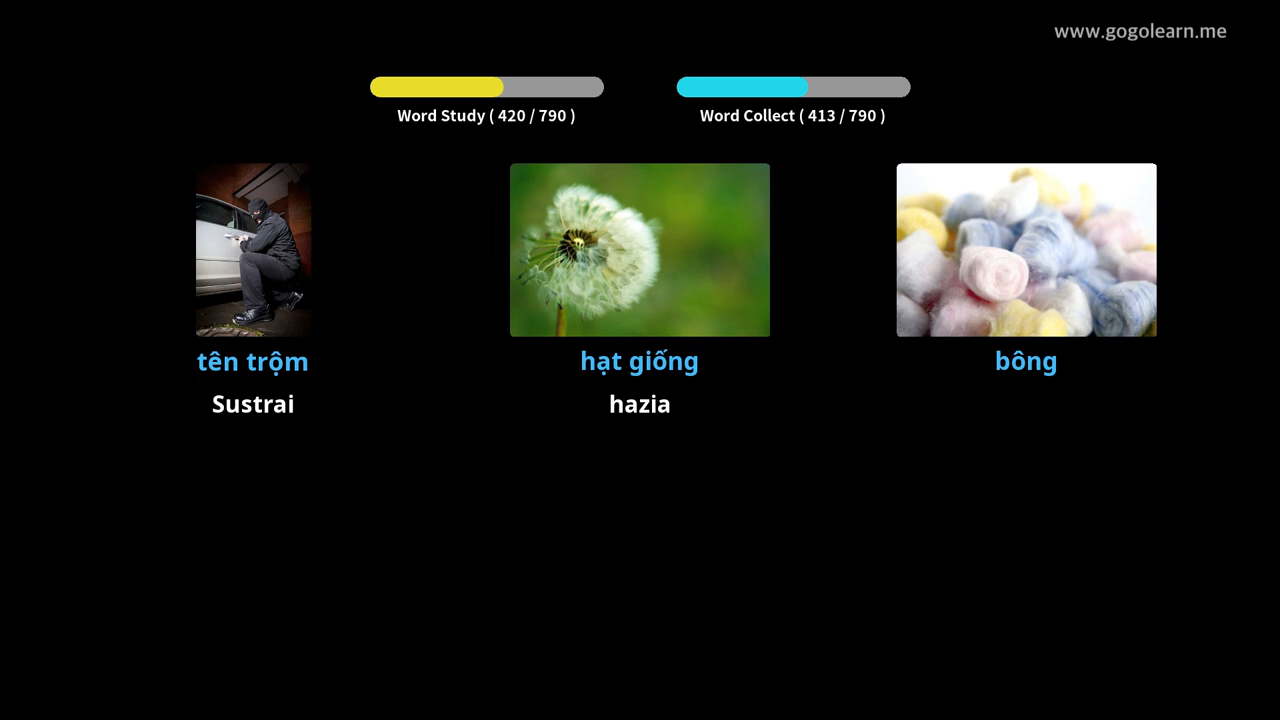 www.gogolearn.me
Word Study ( 420 / 790 )
Word Collect ( 413 / 790 )
tên trộm
hạt giống
bông
Sustrai
hazia